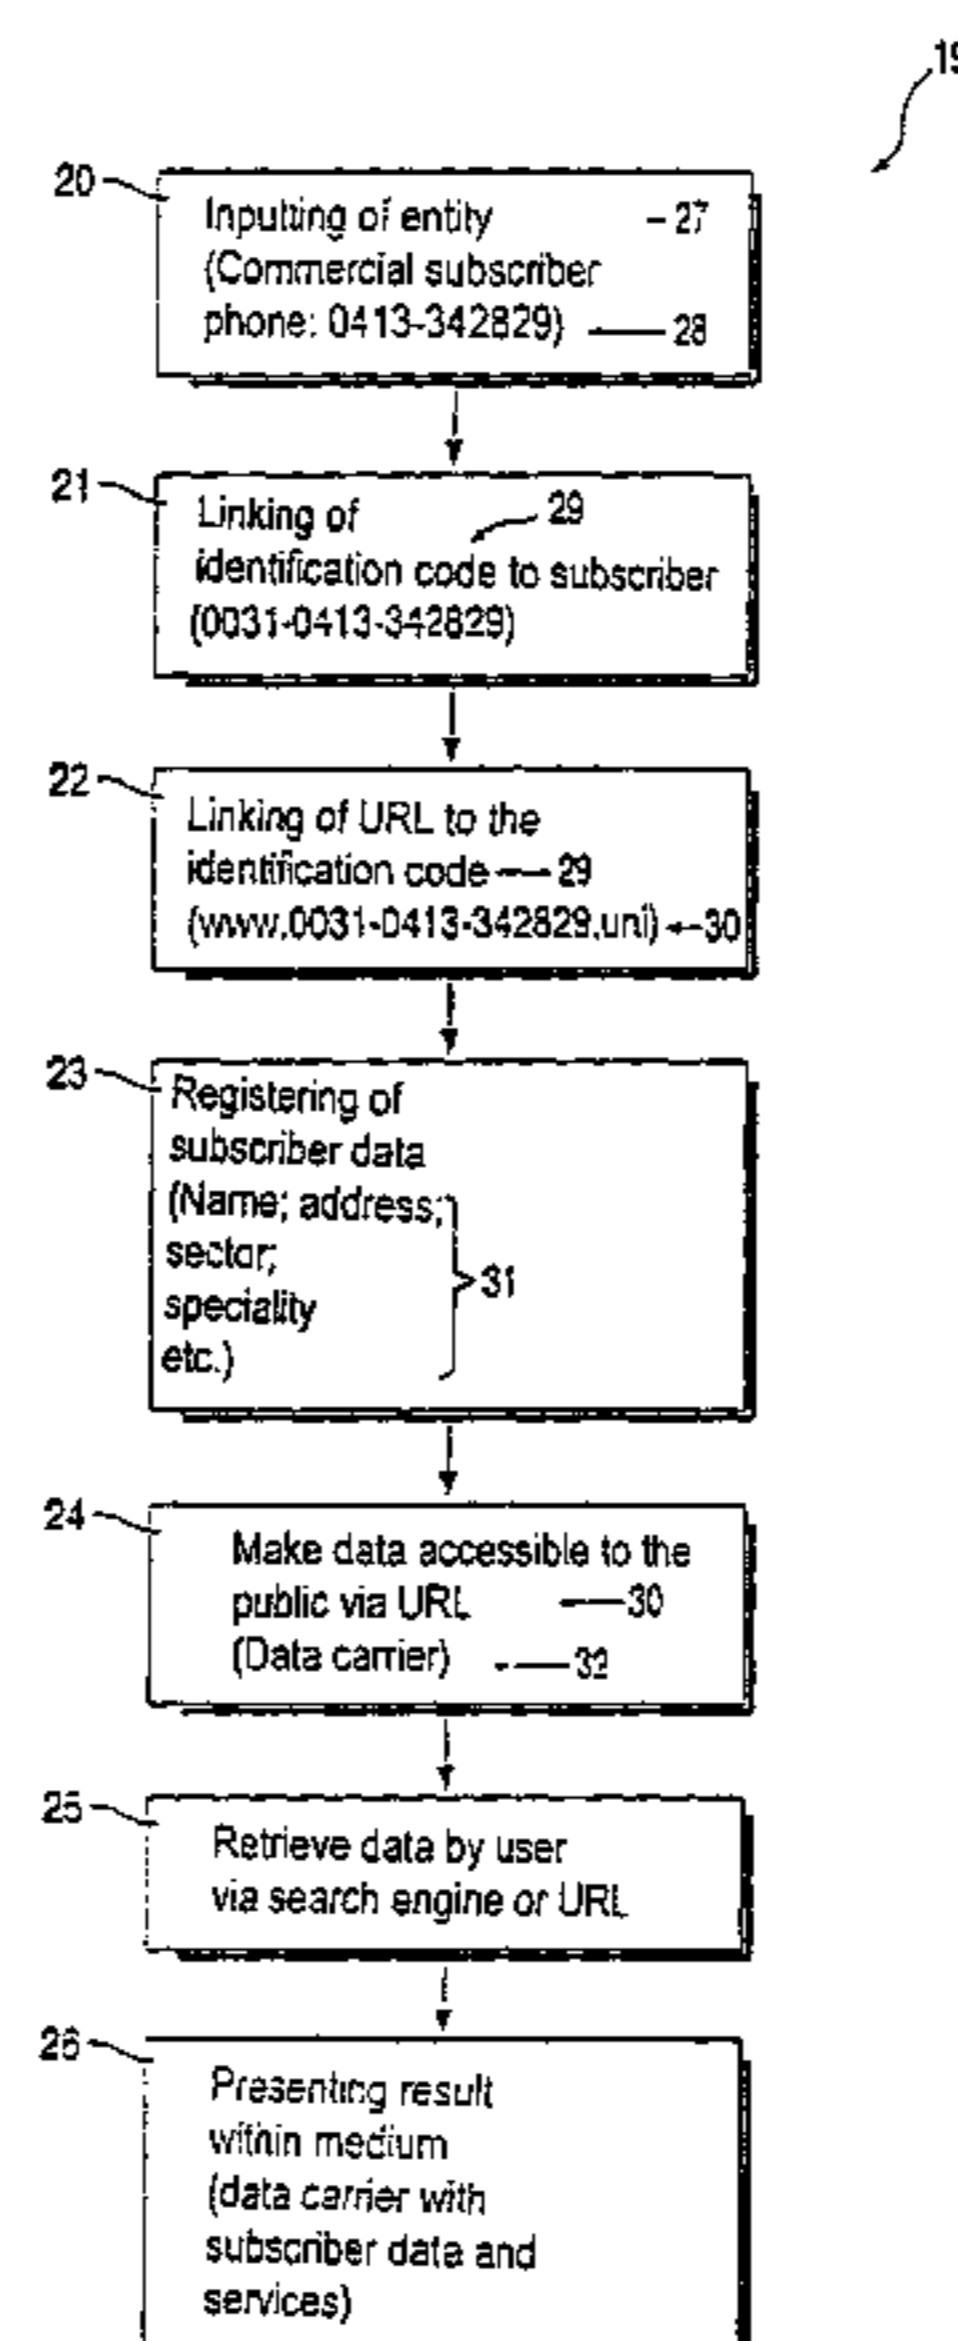 19
20
Inputting of entity 27
(Commercial subscriber
phone: 0413-342829) 28
21
Linking of 29
identification code to subscriber
(0031-0413-342829)
22
Linking of URL to the
identification code 29
(www.0031-0413-342829.uni) 30
23
Registering of
subscriber data
(Name; address;
sector; 31
speciality
etc.)
24
Make data accessible to the
public via URL 30
(Data carrier) 32
25
Retrieve data by user
via search engine or URL
26
Presenting result
within medium
(data carrier with
subscriber data and
services)